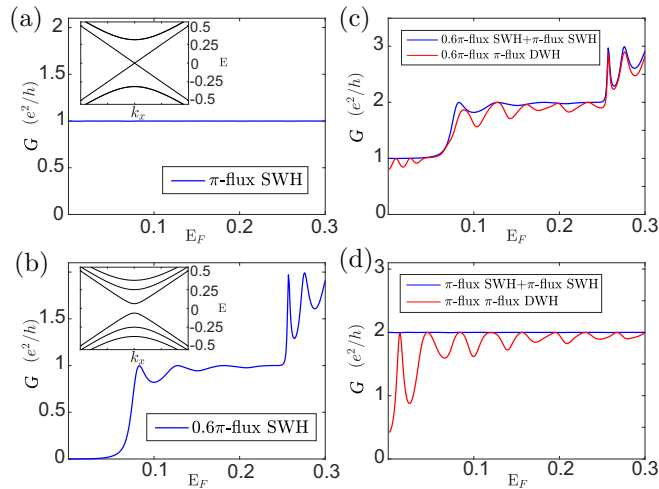 (a)
2
1.5
1
0.5
0
G (e²/h)
0.5
0.25
0
-0.25
-0.5
E
kₓ
π-flux SWH
0.1
0.2
0.3
E_F
(b)
2
1.5
1
0.5
0
G (e²/h)
0.5
0.25
0
-0.25
-0.5
E
kₓ
0.6π-flux SWH
0.1
0.2
0.3
E_F
(c)
3
2
1
0
G (e²/h)
0.6π-flux SWH+π-flux SWH
0.6π-flux π-flux DWH
0.1
0.2
0.3
E_F
(d)
3
2
1
0
G (e²/h)
π-flux SWH+π-flux SWH
π-flux π-flux DWH
0.1
0.2
0.3
E_F